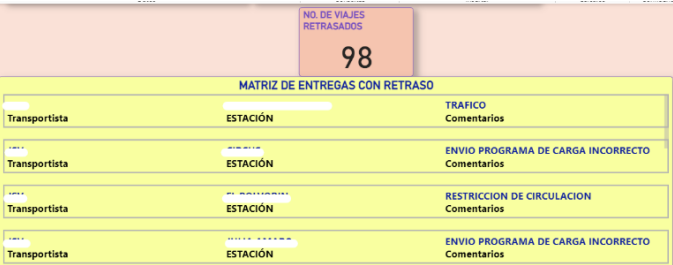 NO. DE VIAJES
RETRASADOS
98
MATRIZ DE ENTREGAS CON RETRASO
TRAFICO
Transportista ESTACIÓN Comentarios
ENVIO PROGRAMA DE CARGA INCORRECTO
Transportista ESTACIÓN Comentarios
RESTRICCION DE CIRCULACION
Transportista ESTACIÓN Comentarios
ENVIO PROGRAMA DE CARGA INCORRECTO
Transportista ESTACIÓN Comentarios